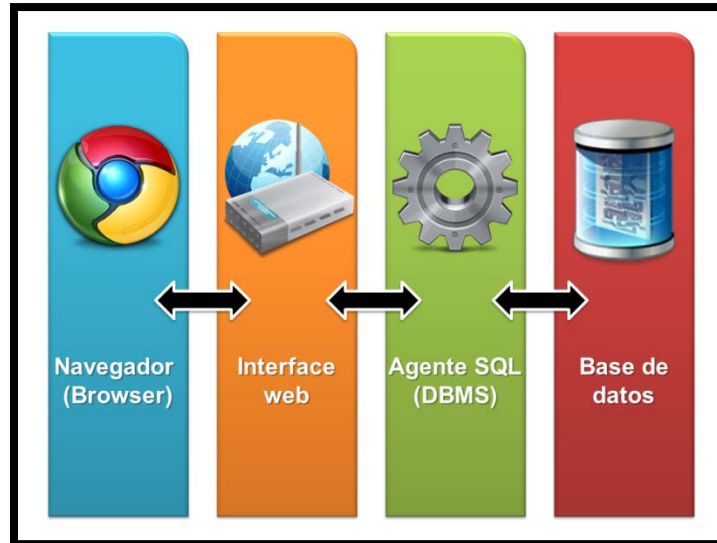 Navegador
(Browser)
Interface
web
Agente SQL
(DBMS)
Base de
datos